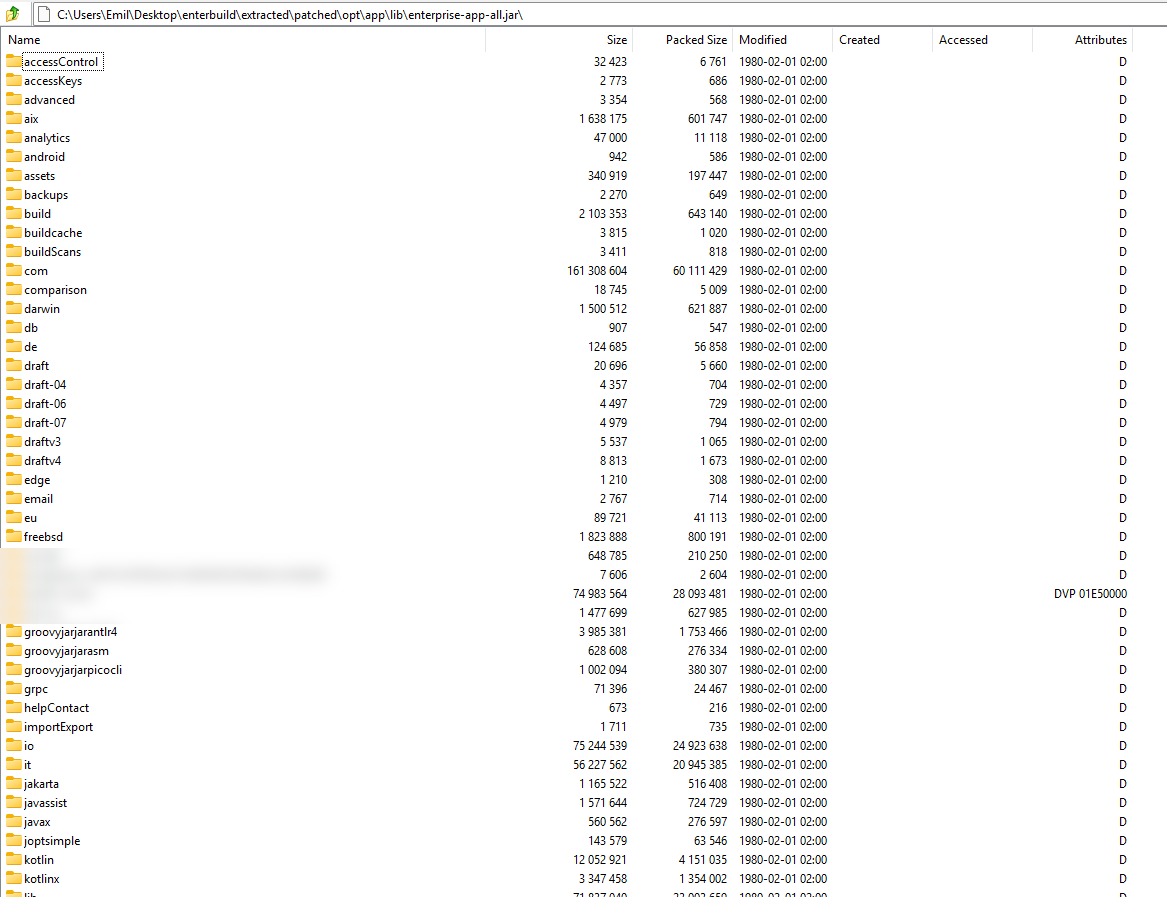 C:\Users\Emil\Desktop\enterbuild\extracted\patched\opt\app\lib\enterprise-app-all.jar\
Name Size Packed Size Modified Created Accessed Attributes
accessControl 32 423 6 761 1980-02-01 02:00 D
accessKeys 2 773 686 1980-02-01 02:00 D
advanced 3 354 568 1980-02-01 02:00 D
aix 1 638 175 601 747 1980-02-01 02:00 D
analytics 47 000 11 118 1980-02-01 02:00 D
android 942 586 1980-02-01 02:00 D
assets 340 919 197 447 1980-02-01 02:00 D
backups 2 270 649 1980-02-01 02:00 D
build 2 103 353 643 140 1980-02-01 02:00 D
buildcache 3 815 1 020 1980-02-01 02:00 D
buildScans 3 411 818 1980-02-01 02:00 D
com 161 308 604 60 111 429 1980-02-01 02:00 D
comparison 18 745 5 009 1980-02-01 02:00 D
darwin 1 500 512 621 887 1980-02-01 02:00 D
db 907 547 1980-02-01 02:00 D
de 124 685 56 858 1980-02-01 02:00 D
draft 20 696 5 660 1980-02-01 02:00 D
draft-04 4 357 704 1980-02-01 02:00 D
draft-06 4 497 729 1980-02-01 02:00 D
draft-07 4 979 794 1980-02-01 02:00 D
draftv3 5 537 1 065 1980-02-01 02:00 D
draftv4 8 813 1 673 1980-02-01 02:00 D
edge 1 210 308 1980-02-01 02:00 D
email 2 767 714 1980-02-01 02:00 D
eu 89 721 41 113 1980-02-01 02:00 D
freebsd 1 823 888 800 191 1980-02-01 02:00 D
648 785 210 250 1980-02-01 02:00 D
7 606 2 604 1980-02-01 02:00 D
74 983 564 28 093 481 1980-02-01 02:00 DVP 01E50000
1 477 699 627 985 1980-02-01 02:00 D
groovyjarjarantlr4 3 985 381 1 753 466 1980-02-01 02:00 D
groovyjarjarasm 628 608 276 334 1980-02-01 02:00 D
groovyjarjarpicocli 1 002 094 380 307 1980-02-01 02:00 D
grpc 71 396 24 467 1980-02-01 02:00 D
helpContact 673 216 1980-02-01 02:00 D
importExport 1 711 735 1980-02-01 02:00 D
io 75 244 539 24 923 638 1980-02-01 02:00 D
it 56 227 562 20 945 385 1980-02-01 02:00 D
jakarta 1 165 522 516 408 1980-02-01 02:00 D
javassist 1 571 644 724 729 1980-02-01 02:00 D
javax 560 562 276 597 1980-02-01 02:00 D
joptsimple 143 579 63 546 1980-02-01 02:00 D
kotlin 12 052 921 4 151 035 1980-02-01 02:00 D
kotlinx 3 347 458 1 354 002 1980-02-01 02:00 D